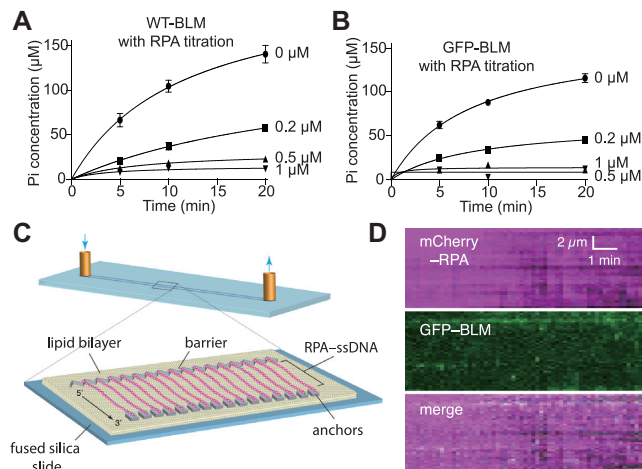 A
WT-BLM
with RPA titration
Pi concentration (µM)
150
100
50
0
0 5 10 15 20
Time (min)
0 µM
0.2 µM
0.5 µM
1 µM
B
GFP-BLM
with RPA titration
Pi concentration (µM)
150
100
50
0
0 5 10 15 20
Time (min)
0 µM
0.2 µM
1 µM
0.5 µM
C
lipid bilayer
barrier
RPA–ssDNA
5'
3'
anchors
fused silica
slide
D
mCherry
–RPA
2 µm
1 min
GFP–BLM
merge